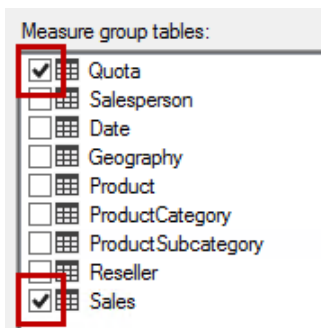 Measure group tables:
Quota
Salesperson
Date
Geography
Product
ProductCategory
ProductSubcategory
Reseller
Sales